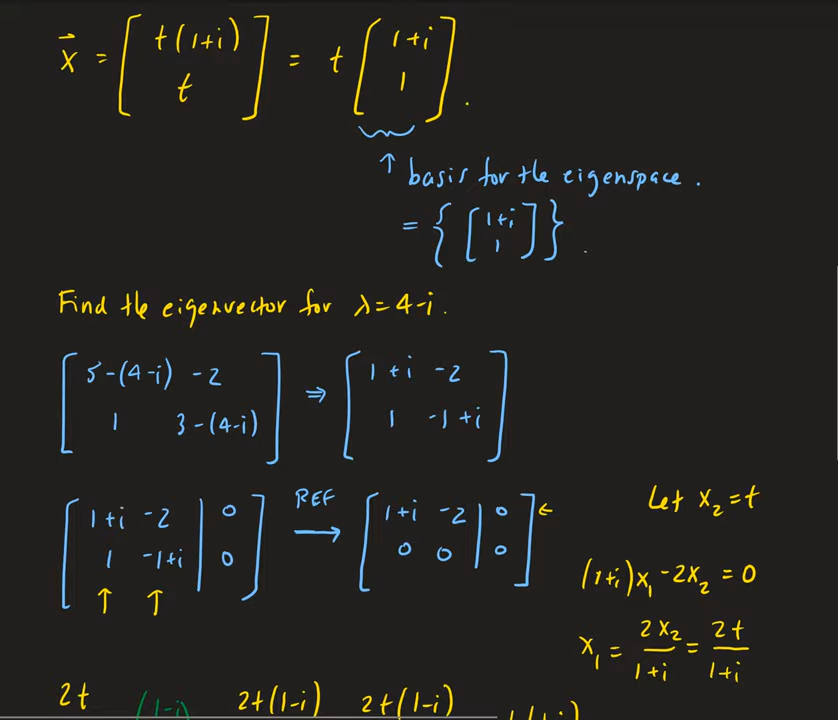 x⃗ = [ t(1+i) ; t ] = t [ 1+i ; 1 ] .
↑ basis for the eigenspace .
= { [ 1+i ; 1 ] } .
Find the eigenvector for λ = 4-i .
[ 5-(4-i) -2 ; 1 3-(4-i) ] ⇒ [ 1+i -2 ; 1 -1+i ]
[ 1+i -2 | 0 ; 1 -1+i | 0 ] REF → [ 1+i -2 | 0 ; 0 0 | 0 ] ←
↑ ↑
Let x₂ = t
(1+i)x₁ - 2x₂ = 0
x₁ = 2x₂/(1+i) = 2t/(1+i)
2t (1-i) 2t(1-i) 2t(1-i)